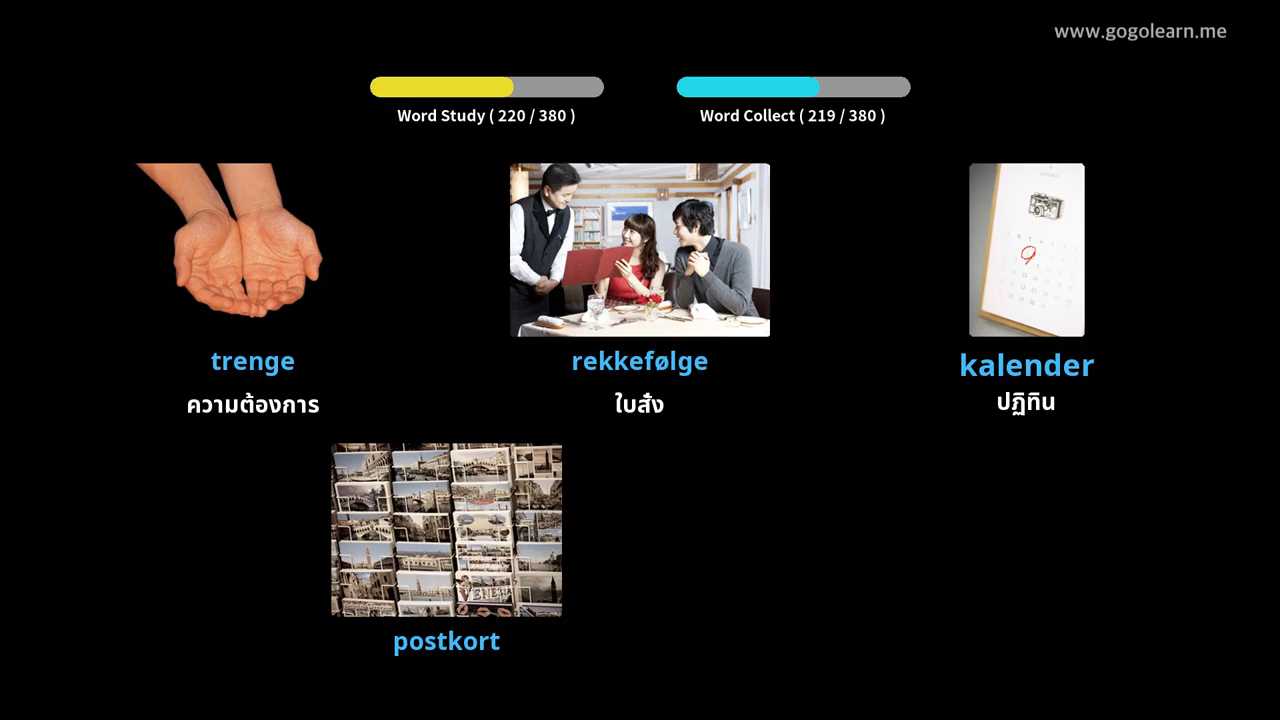 www.gogolearn.me
Word Study ( 220 / 380 )
Word Collect ( 219 / 380 )
trenge
ความต้องการ
rekkefølge
ใบสั่ง
kalender
ปฏิทิน
VENEZIA
postkort